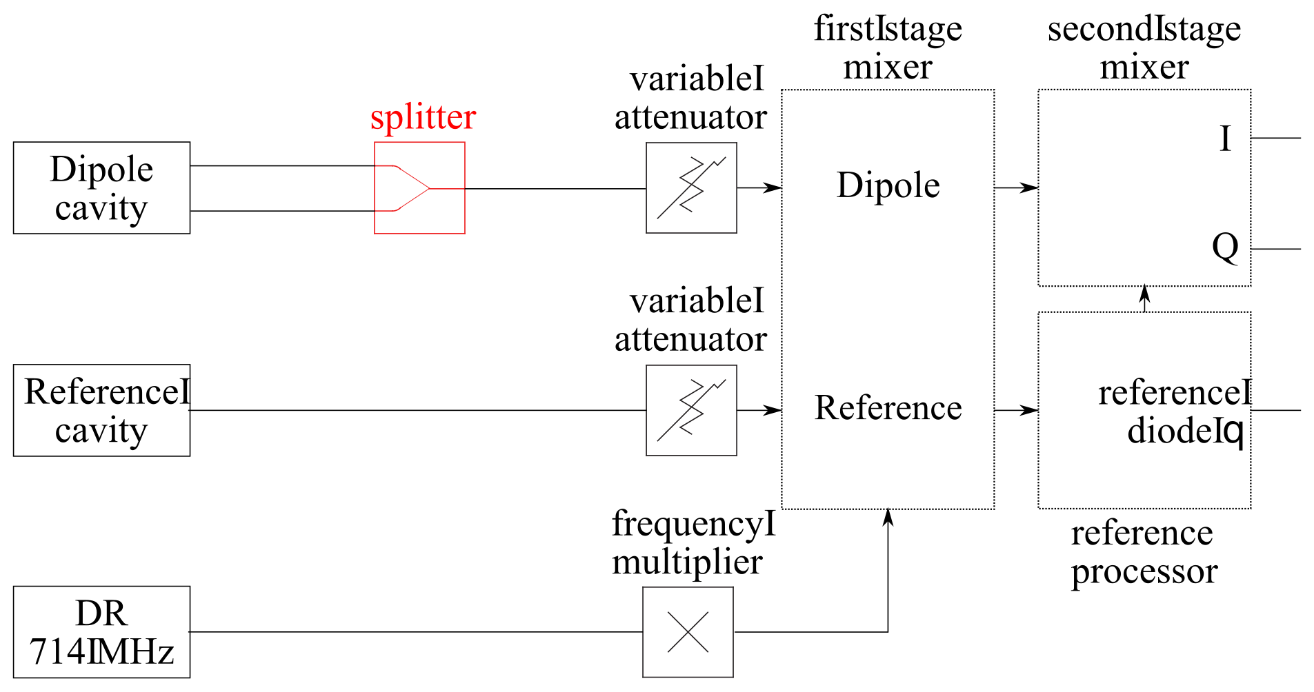 firstIstage
mixer
secondIstage
mixer
variableI
attenuator
splitter
Dipole
cavity
Dipole
I
Q
variableI
attenuator
ReferenceI
cavity
Reference
referenceI
diodeIq
frequencyI
multiplier
reference
processor
DR
714IMHz